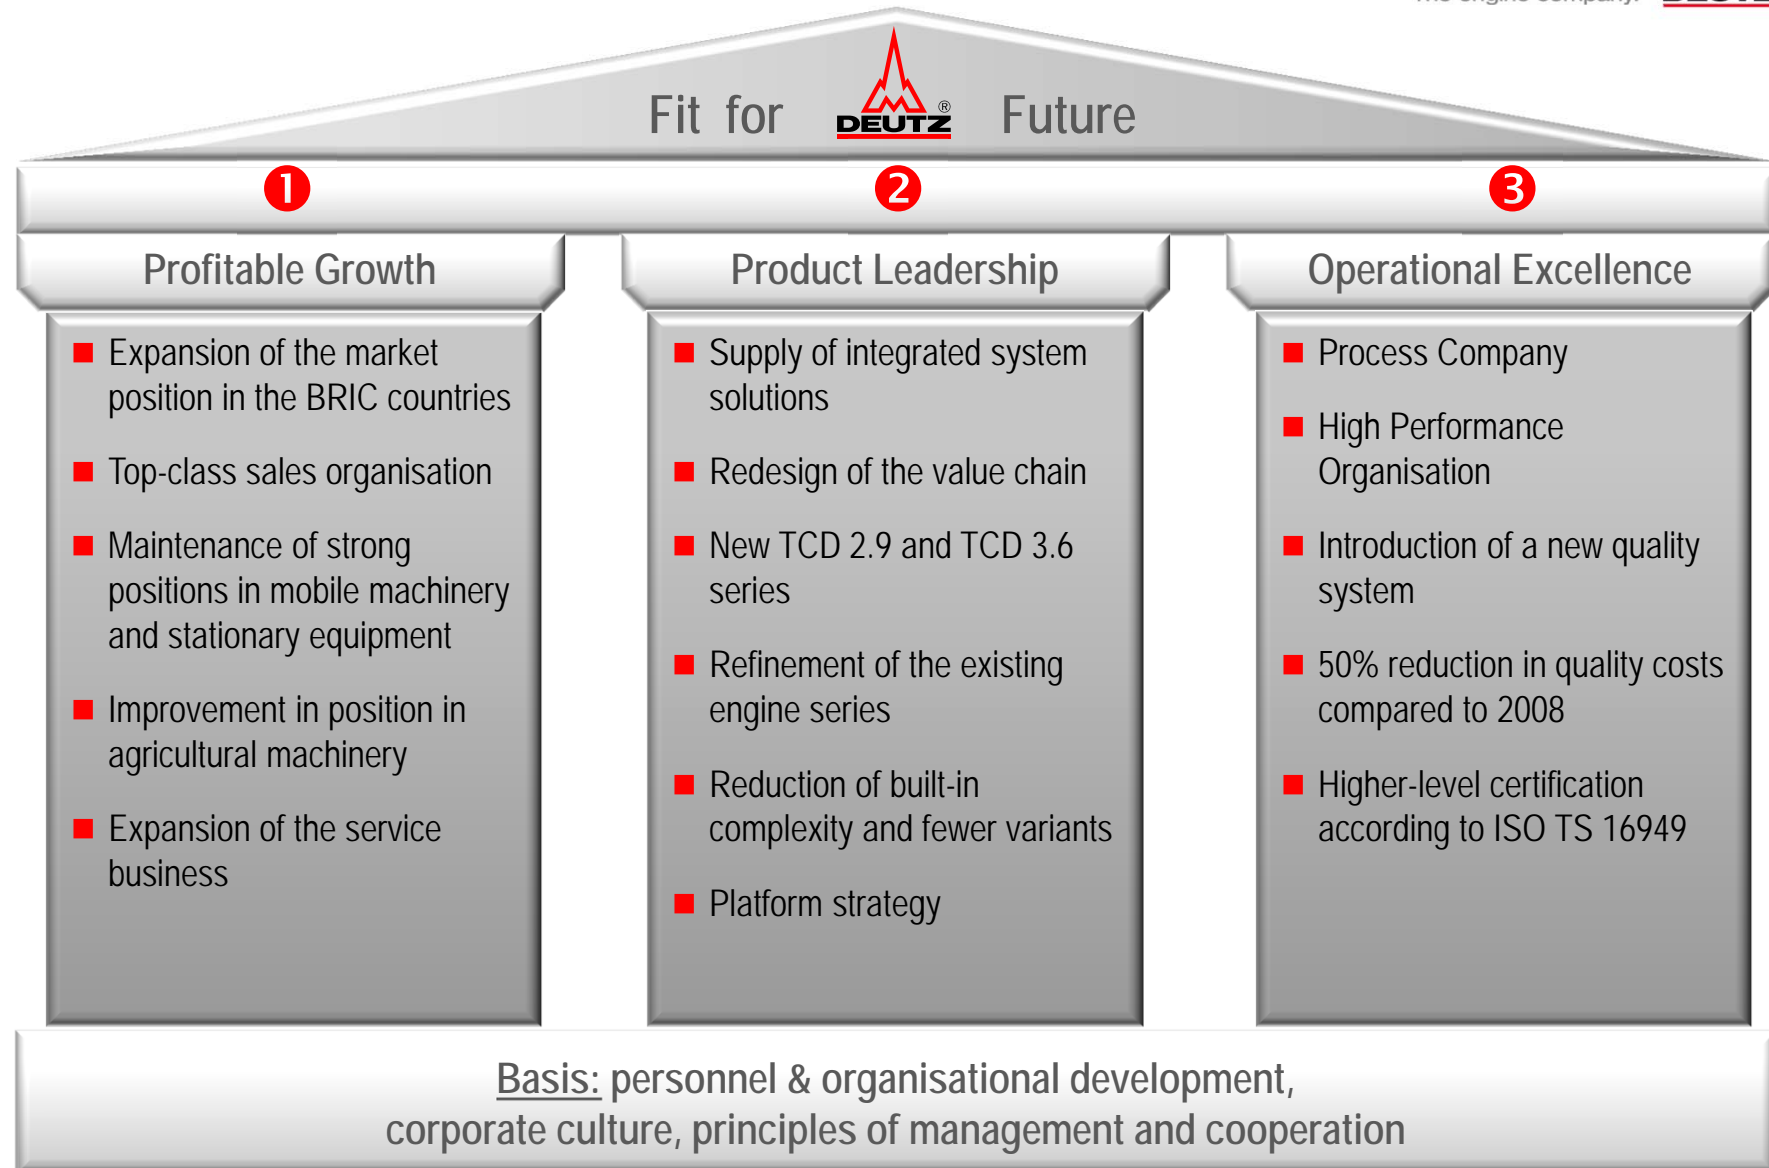 Fit for DEUTZ® Future
1 2 3
Profitable Growth
Expansion of the market
position in the BRIC countries
Top-class sales organisation
Maintenance of strong
positions in mobile machinery
and stationary equipment
Improvement in position in
agricultural machinery
Expansion of the service
business
Product Leadership
Supply of integrated system
solutions
Redesign of the value chain
New TCD 2.9 and TCD 3.6
series
Refinement of the existing
engine series
Reduction of built-in
complexity and fewer variants
Platform strategy
Operational Excellence
Process Company
High Performance
Organisation
Introduction of a new quality
system
50% reduction in quality costs
compared to 2008
Higher-level certification
according to ISO TS 16949
Basis: personnel & organisational development,
corporate culture, principles of management and cooperation